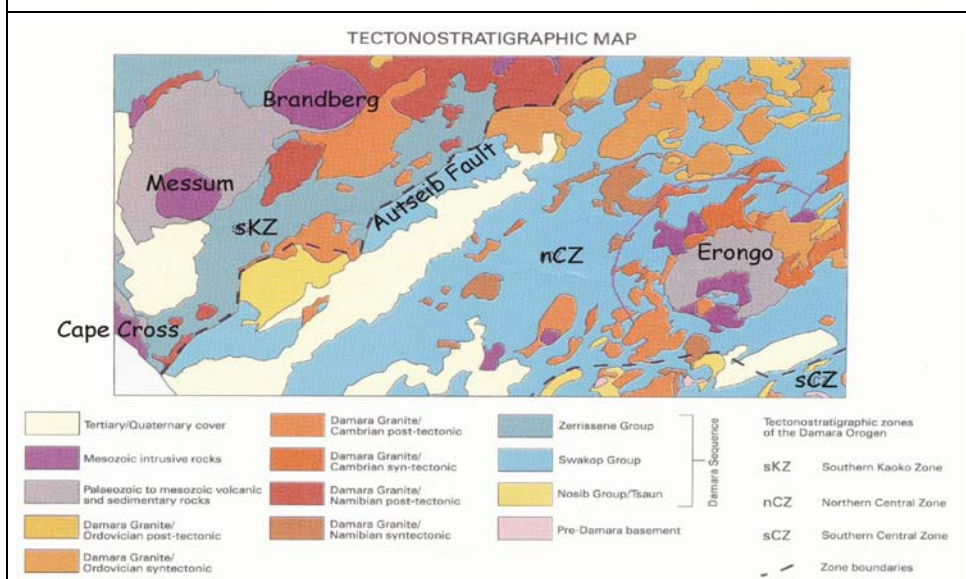 TECTONOSTRATIGRAPHIC MAP
Brandberg
Messum
Autseib Fault
sKZ
nCZ
Erongo
Cape Cross
sCZ
Tertiary/Quaternary cover
Mesozoic intrusive rocks
Palaeozoic to mesozoic volcanic
and sedimentary rocks
Damara Granite/
Ordovician post-tectonic
Damara Granite/
Ordovician syntectonic
Damara Granite/
Cambrian post-tectonic
Damara Granite/
Cambrian syn-tectonic
Damara Granite/
Namibian post-tectonic
Damara Granite/
Namibian syntectonic
Zerrissene Group
Swakop Group
Nosib Group/Tsaun
Damara Sequence
Pre-Damara basement
Tectonostratigraphic zones
of the Damara Orogen
sKZ Southern Kaoko Zone
nCZ Northern Central Zone
sCZ Southern Central Zone
Zone boundaries